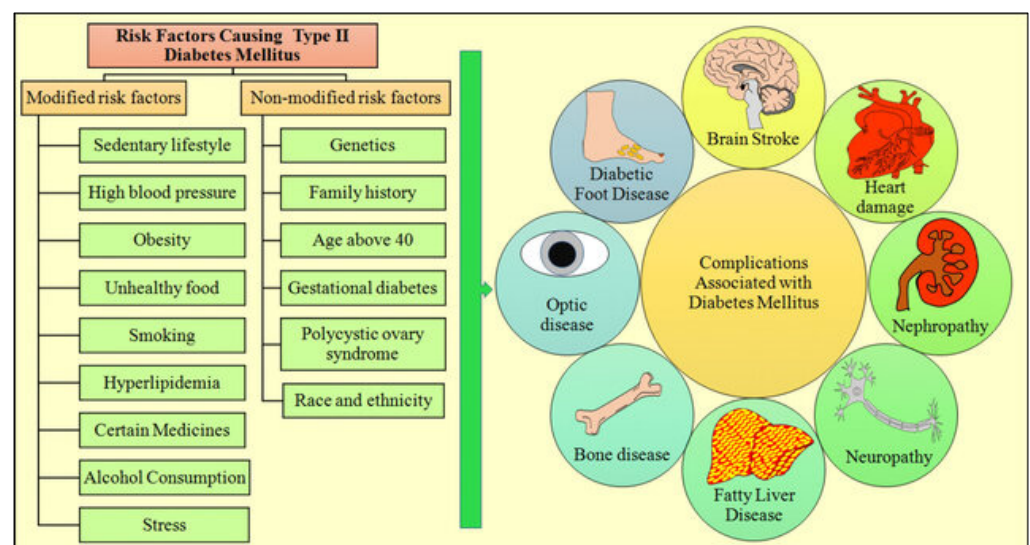 Risk Factors Causing Type II
Diabetes Mellitus
Modified risk factors
Non-modified risk factors
Sedentary lifestyle
High blood pressure
Obesity
Unhealthy food
Smoking
Hyperlipidemia
Certain Medicines
Alcohol Consumption
Stress
Genetics
Family history
Age above 40
Gestational diabetes
Polycystic ovary
syndrome
Race and ethnicity
Complications
Associated with
Diabetes Mellitus
Brain Stroke
Heart
damage
Nephropathy
Neuropathy
Fatty Liver
Disease
Bone disease
Optic
disease
Diabetic
Foot Disease